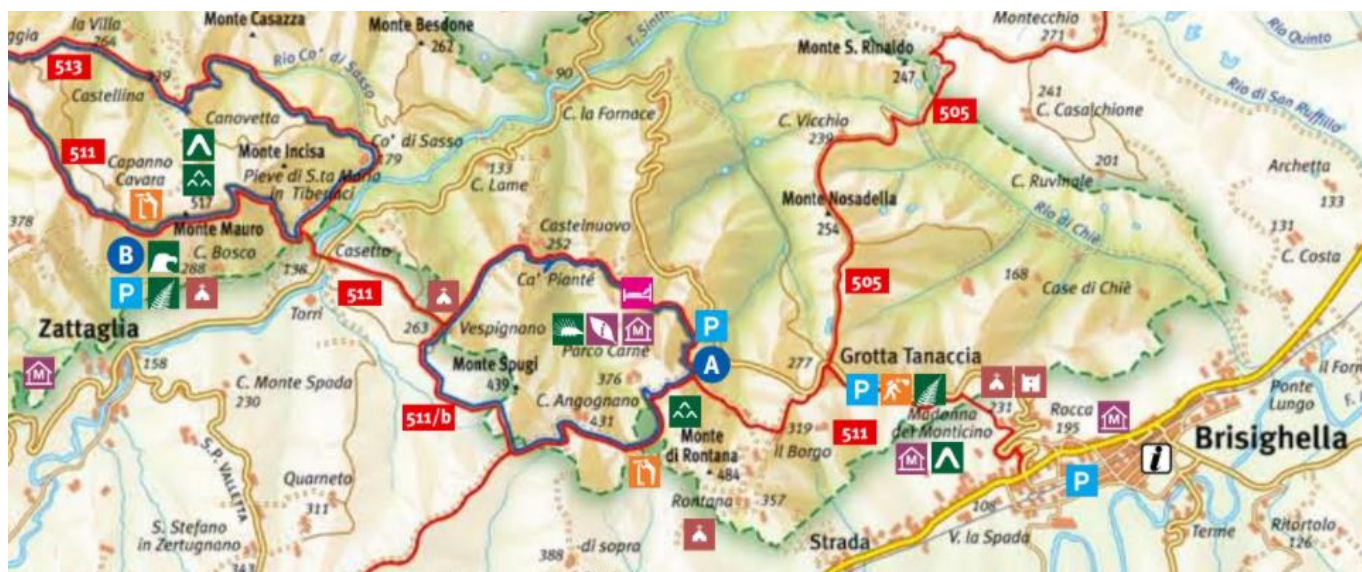 la Villa
264
Monte Casazza
Monte Besdone
262
Montecchio
271
Rio Quinto
ggia
513
239
Castellina
Rio Co' di Sasso
90
T. Sintri
Monte S. Rinaldo
247
505
Rio di San Ruffillo
241
C. Casalchione
Canovetta
C. la Fornace
C. Vicchio
239
511
Capanno
Cavara
Monte Incisa
Co' di Sasso
179
Pieve di S.ta Maria
in Tiberiaci
133
C. Lame
201
C. Ruvinale
Archetta
133
517
Monte Mauro
378
Monte Nosadella
254
Rio di Chiè
131
C. Costa
Castelnuovo
252
B
C. Bosco
288
Casetto
138
P
511
Torri
Ca' Piantè
505
168
Case di Chiè
Zattaglia
158
263
Vespignano
i
M
Parco Carnè
P
A
277
Grotta Tanaccia
M
Monte Spugi
439
376
C. Angognano
431
P
231
il Forn
C. Monte Spada
230
511/b
Monte
di Rontana
484
319
il Borgo
511
Madonna
del Monticino
M
Rocca
195
M
Ponte
Lungo
Brisighella
i
P
S.P. VALLETTA
Quarneto
311
357
Rontana
108
V. la Spada
Strada
Terme
Ritortolo
126
S. Stefano
in Zertugnano
343
388
di sopra